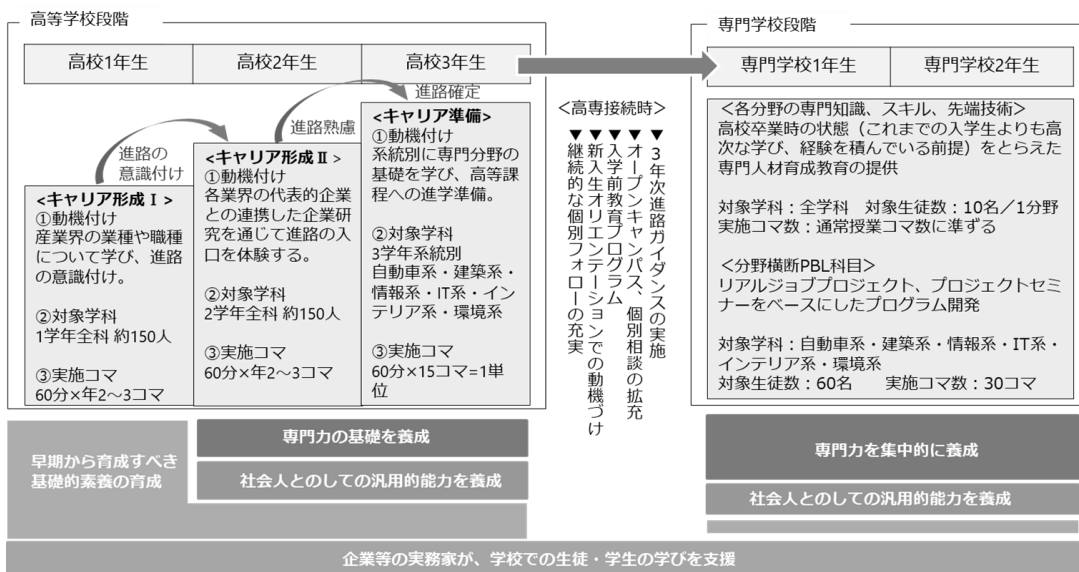 高等学校段階
高校1年生
高校2年生
高校3年生
進路の
意識付け
進路熟慮
進路確定
<キャリア形成Ⅰ>
①動機付け
産業界の業種や職種
について学び、進路
の意識付け。
②対象学科
1学年全科 約150人
③実施コマ
60分×年2～3コマ
<キャリア形成Ⅱ>
①動機付け
各業界の代表的企業
との連携した企業研
究を通じて進路の入
口を体験する。
②対象学科
2学年全科 約150人
③実施コマ
60分×年2～3コマ
<キャリア準備>
①動機付け
系統別に専門分野の
基礎を学び、高等課
程への進学準備。
②対象学科
3学年系統別
自動車系・建築系・
情報系・IT系・イン
テリア系・環境系
③実施コマ
60分×15コマ=1単
位
<高専接続時>
▼3年次進路ガイダンスの実施
▼オープンキャンパス、個別相談の拡充
▼入学前教育プログラム
▼新入生オリエンテーションでの動機づけ
▼継続的な個別フォローの充実
専門学校段階
専門学校1年生
専門学校2年生
<各分野の専門知識、スキル、先端技術>
高校卒業時の状態（これまでの入学生よりも高
次な学び、経験を積んでいる前提）をとらえた
専門人材育成教育の提供
対象学科：全学科 対象生徒数：10名／1分野
実施コマ数：通常授業コマ数に準ずる
<分野横断PBL科目>
リアルジョブプロジェクト、プロジェクトセミ
ナーをベースにしたプログラム開発
対象学科：自動車系・建築系・情報系・IT系・
インテリア系・環境系
対象生徒数：60名 実施コマ数：30コマ
早期から育成すべき
基礎的素養の育成
専門力の基礎を養成
社会人とのしての汎用的能力を養成
専門力を集中的に養成
社会人とのしての汎用的能力を養成
企業等の実務家が、学校での生徒・学生の学びを支援